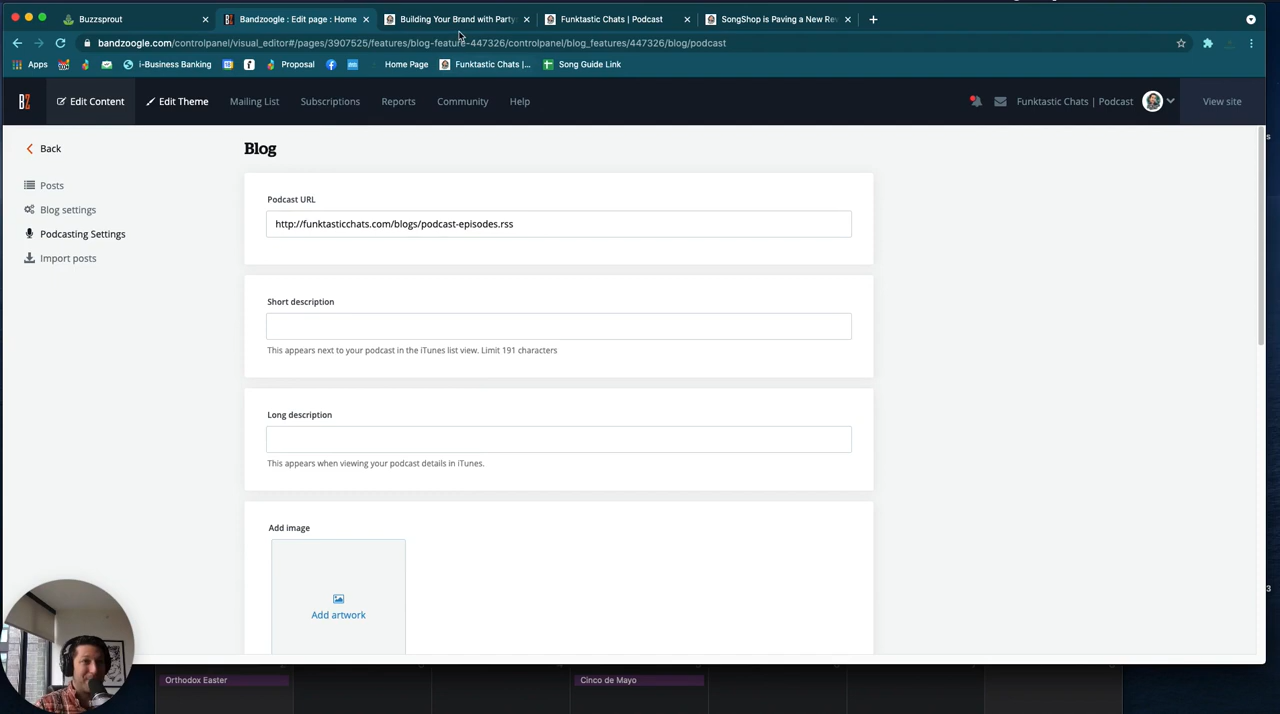 Buzzsprout
Bandzoogle : Edit page : Home
Building Your Brand with Party
Funktastic Chats | Podcast
SongShop is Paving a New Rev
bandzoogle.com/controlpanel/visual_editor#/pages/3907525/features/blog-feature-447326/controlpanel/blog_features/447326/blog/podcast
Apps
i-Business Banking
Proposal
Home Page
Funktastic Chats |...
Song Guide Link
BZ
Edit Content
Edit Theme
Mailing List
Subscriptions
Reports
Community
Help
Funktastic Chats | Podcast
View site
Back
Posts
Blog settings
Podcasting Settings
Import posts
Blog
Podcast URL
http://funktasticchats.com/blogs/podcast-episodes.rss
Short description
This appears next to your podcast in the iTunes list view. Limit 191 characters
Long description
This appears when viewing your podcast details in iTunes.
Add image
Add artwork
Orthodox Easter
Cinco de Mayo